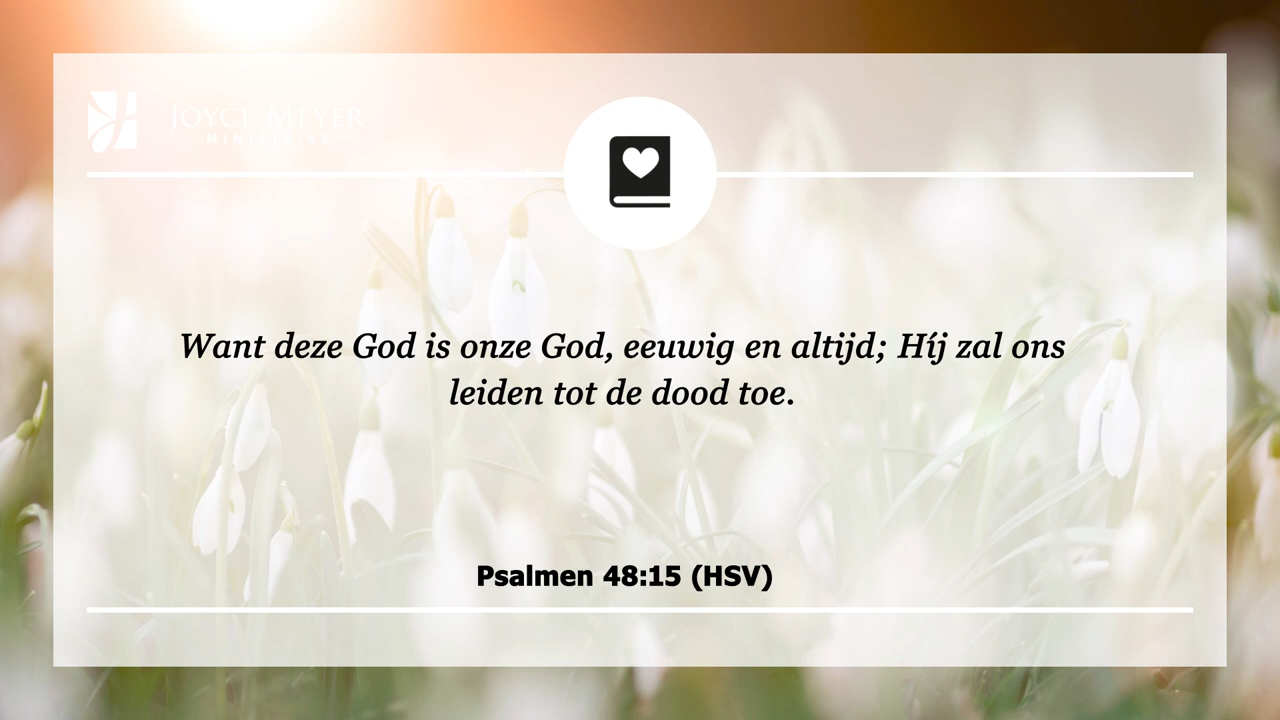 JOYCE MEYER
MINISTRIES
Want deze God is onze God, eeuwig en altijd; Híj zal ons
leiden tot de dood toe.
Psalmen 48:15 (HSV)